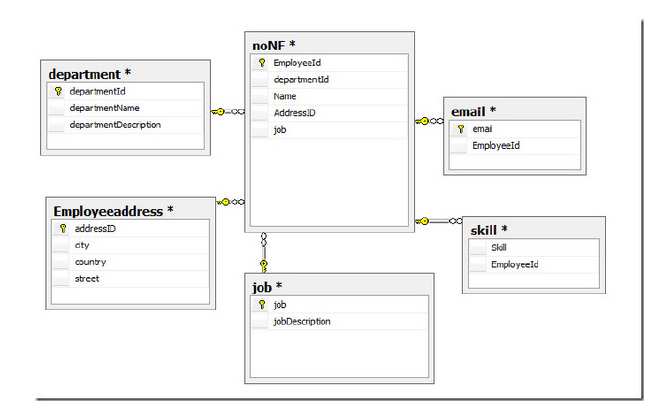 noNF *
EmployeeId
departmentId
Name
AddressID
job
department *
departmentId
departmentName
departmentDescription
email *
emai
EmployeeId
Employeeaddress *
addressID
city
country
street
skill *
Skill
EmployeeId
job *
job
jobDescription